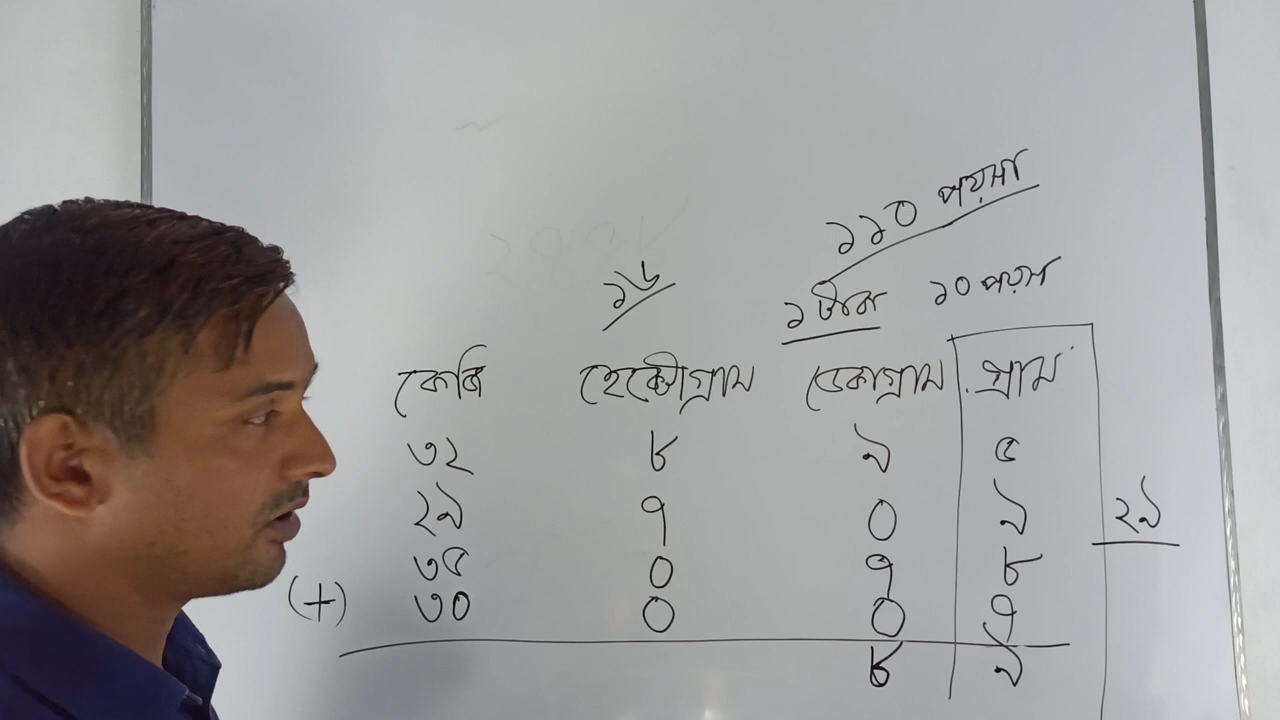 ১১০ পয়সা
১৬
১ টাকা ১০ পয়সা
কেজি হেক্টোগ্রাম ডেকাগ্রাম গ্রাম
৩২ ৮ ৯ ৫
২৯ ৭ ০ ৯ ২৯
৩৫ ০ ৭ ৮
(+) ৩০ ০ ০ ৭
৮ ৯